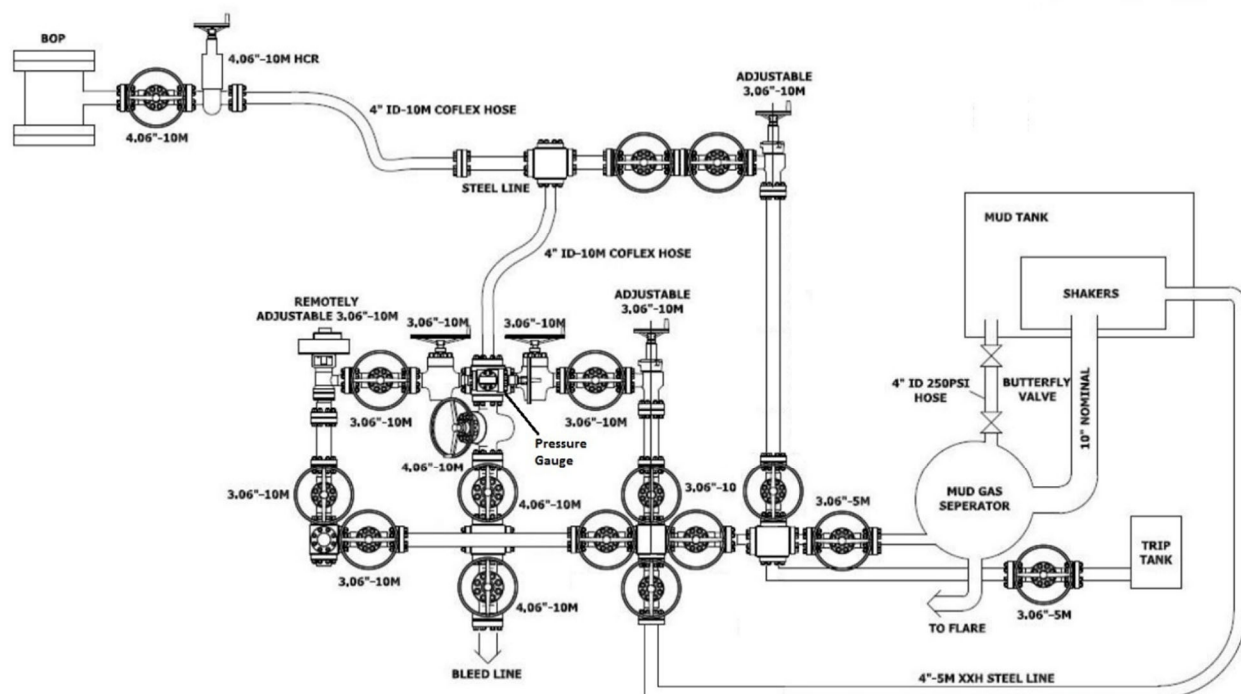 BOP
4.06"-10M HCR
4.06"-10M
4" ID-10M COFLEX HOSE
STEEL LINE
ADJUSTABLE
3.06"-10M
4" ID-10M COFLEX HOSE
MUD TANK
SHAKERS
REMOTELY
ADJUSTABLE 3.06"-10M
3.06"-10M
3.06"-10M
ADJUSTABLE
3.06"-10M
4" ID 250PSI
HOSE
BUTTERFLY
VALVE
10" NOMINAL
3.06"-10M
3.06"-10M
Pressure
Gauge
4.06"-10M
3.06"-10M
4.06"-10M
3.06"-10
3.06"-5M
MUD GAS
SEPERATOR
TRIP
TANK
3.06"-10M
4.06"-10M
TO FLARE
3.06"-5M
BLEED LINE
4"-5M XXH STEEL LINE